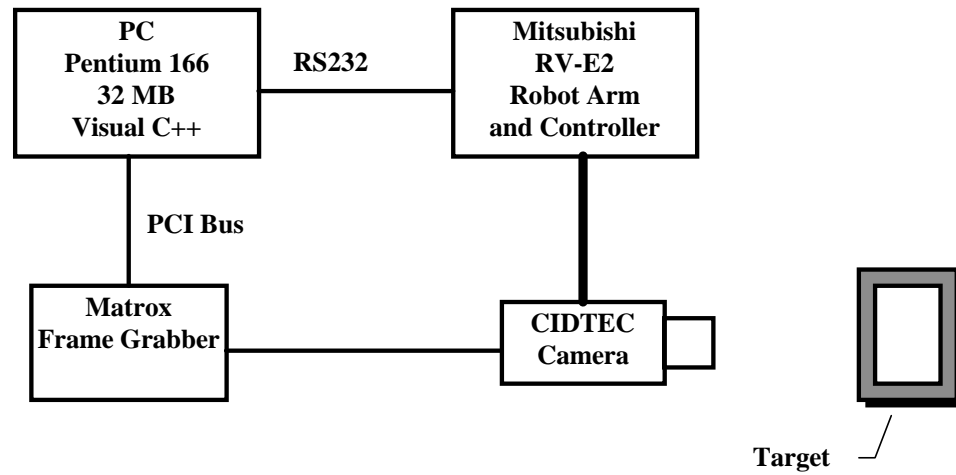 PC
Pentium 166
32 MB
Visual C++
RS232
Mitsubishi
RV-E2
Robot Arm
and Controller
PCI Bus
Matrox
Frame Grabber
CIDTEC
Camera
Target